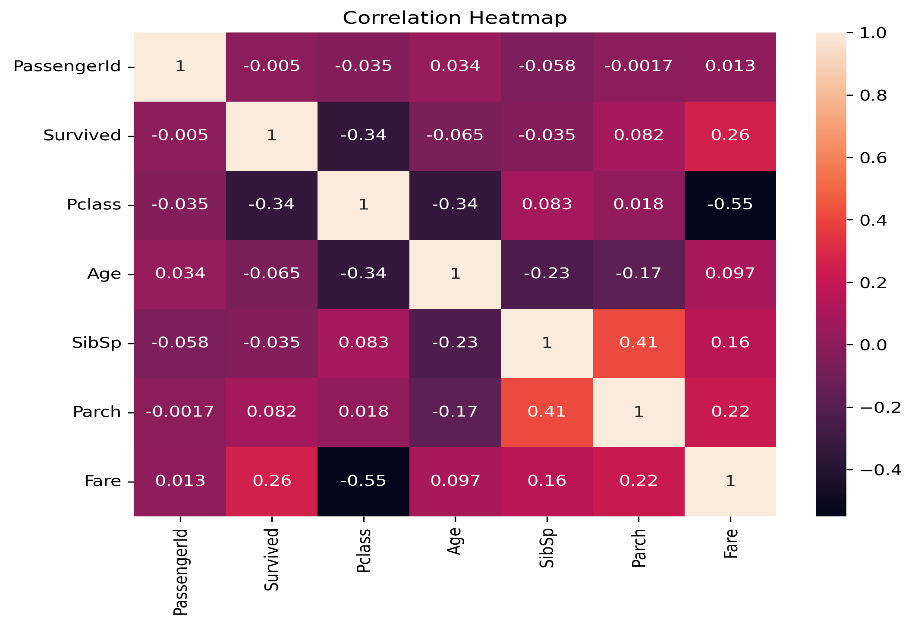 Correlation Heatmap
PassengerId 1 -0.005 -0.035 0.034 -0.058 -0.0017 0.013
Survived -0.005 1 -0.34 -0.065 -0.035 0.082 0.26
Pclass -0.035 -0.34 1 -0.34 0.083 0.018 -0.55
Age 0.034 -0.065 -0.34 1 -0.23 -0.17 0.097
SibSp -0.058 -0.035 0.083 -0.23 1 0.41 0.16
Parch -0.0017 0.082 0.018 -0.17 0.41 1 0.22
Fare 0.013 0.26 -0.55 0.097 0.16 0.22 1
PassengerId Survived Pclass Age SibSp Parch Fare
1.0
0.8
0.6
0.4
0.2
0.0
−0.2
−0.4